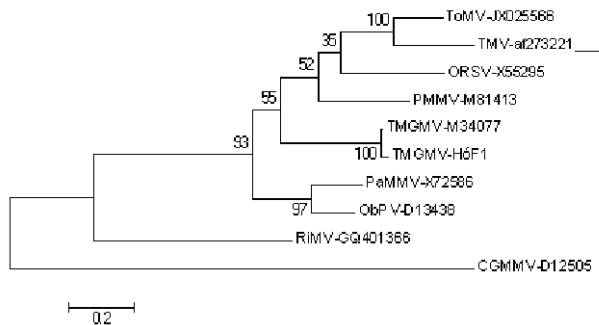 ToMV-JX025566
100
TMV-af273221
35
ORSV-X55295
52
PMMV-M81413
55
TMGMV-M34077
93
100
TMGMV-H6F1
PaMMV-X72586
97
ObPV-D13438
RiMV-GQ401366
CGMMV-D12505
0.2